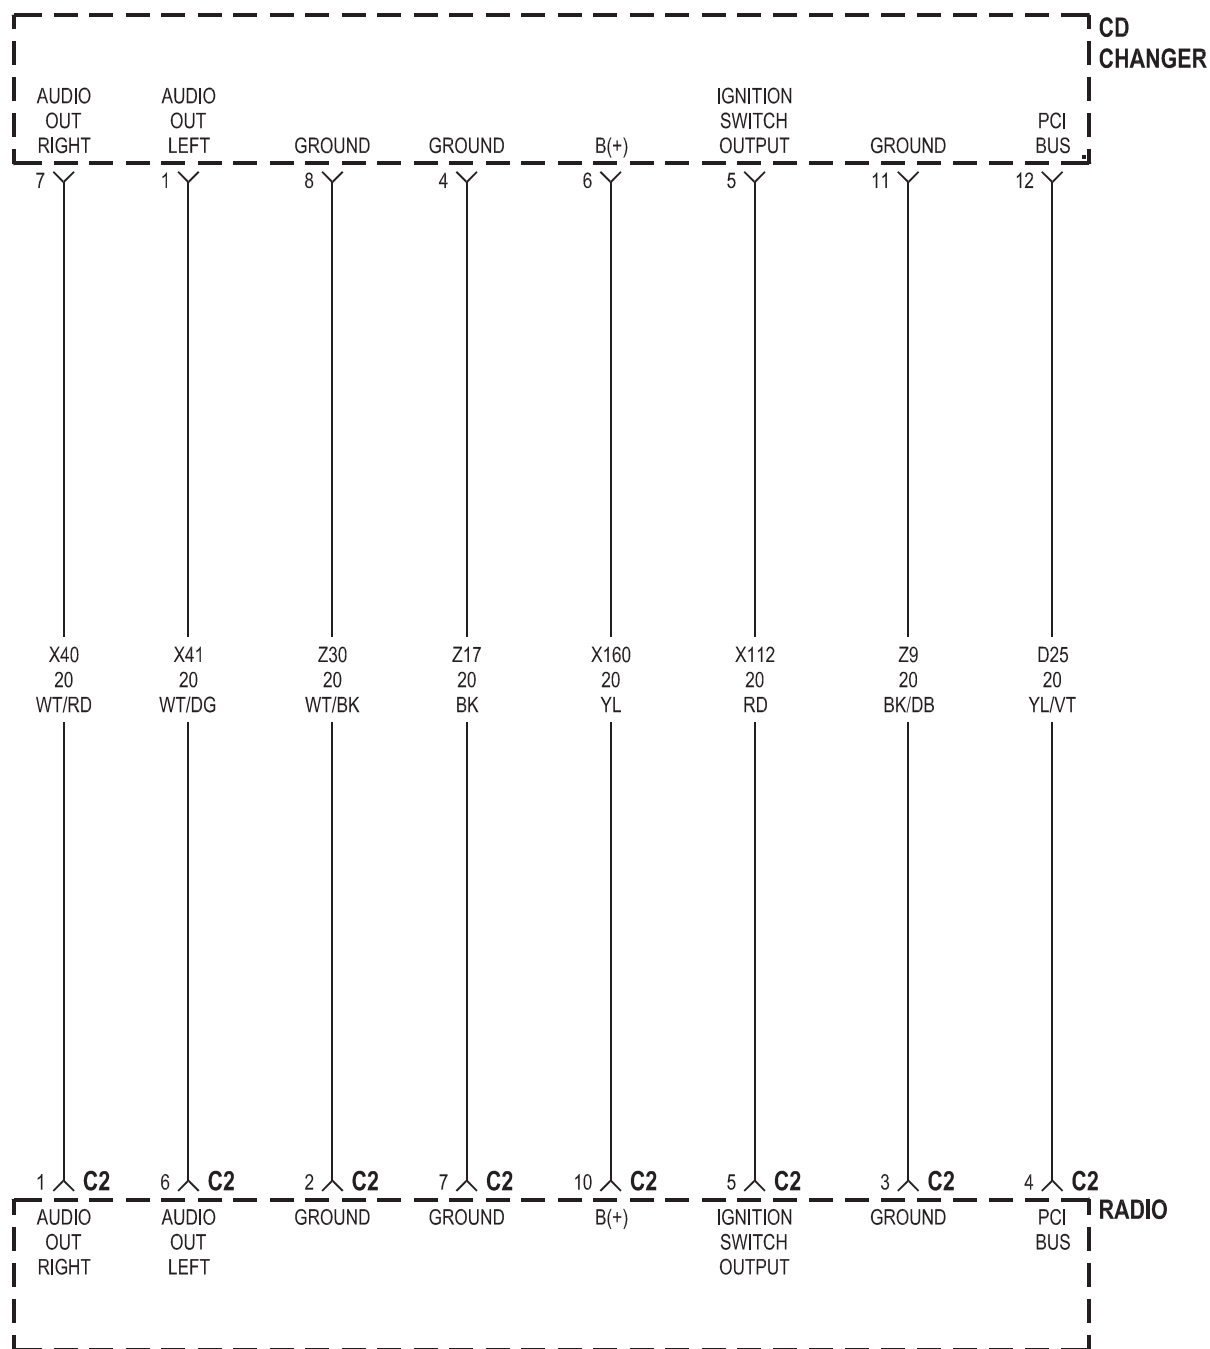 CD
CHANGER
AUDIO
OUT
RIGHT
AUDIO
OUT
LEFT
GROUND
GROUND
B(+)
IGNITION
SWITCH
OUTPUT
GROUND
PCI
BUS
7 1 8 4 6 5 11 12
X40
20
WT/RD
X41
20
WT/DG
Z30
20
WT/BK
Z17
20
BK
X160
20
YL
X112
20
RD
Z9
20
BK/DB
D25
20
YL/VT
1 C2 6 C2 2 C2 7 C2 10 C2 5 C2 3 C2 4 C2
RADIO
AUDIO
OUT
RIGHT
AUDIO
OUT
LEFT
GROUND
GROUND
B(+)
IGNITION
SWITCH
OUTPUT
GROUND
PCI
BUS